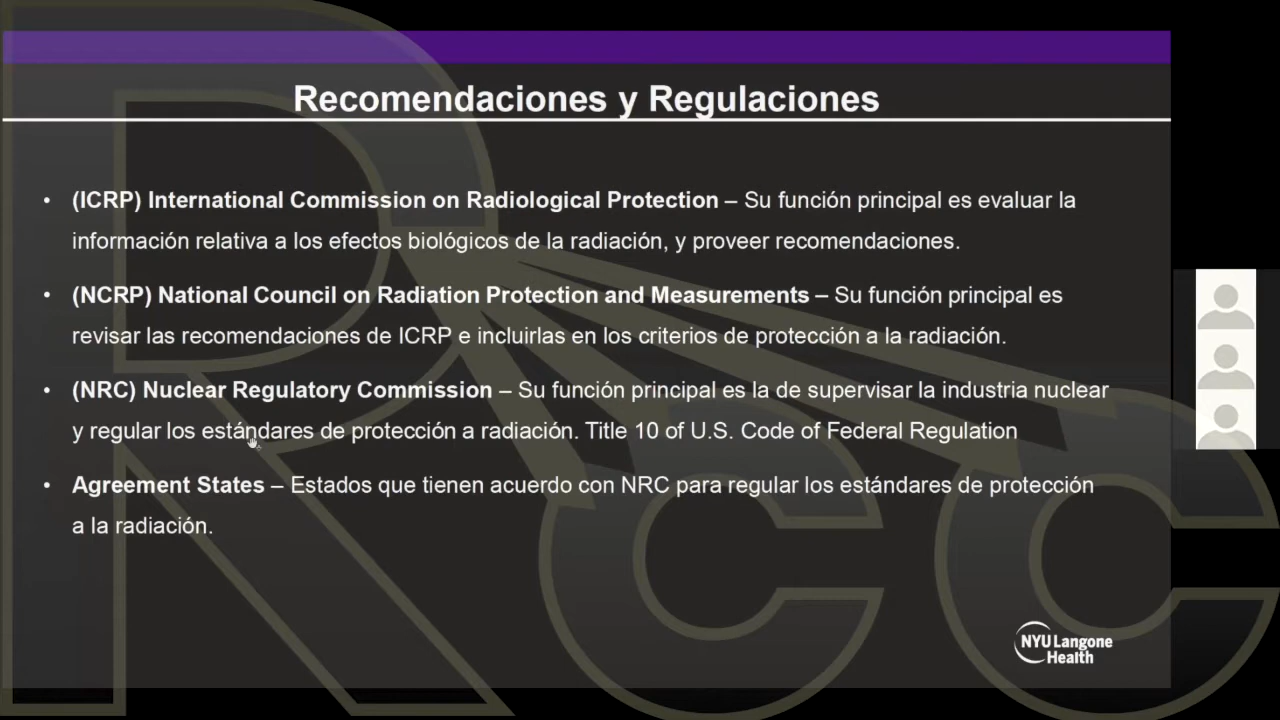 Recomendaciones y Regulaciones
• (ICRP) International Commission on Radiological Protection – Su función principal es evaluar la
información relativa a los efectos biológicos de la radiación, y proveer recomendaciones.
• (NCRP) National Council on Radiation Protection and Measurements – Su función principal es
revisar las recomendaciones de ICRP e incluirlas en los criterios de protección a la radiación.
• (NRC) Nuclear Regulatory Commission – Su función principal es la de supervisar la industria nuclear
y regular los estándares de protección a radiación. Title 10 of U.S. Code of Federal Regulation
• Agreement States – Estados que tienen acuerdo con NRC para regular los estándares de protección
a la radiación.
NYU Langone
Health
Rcc